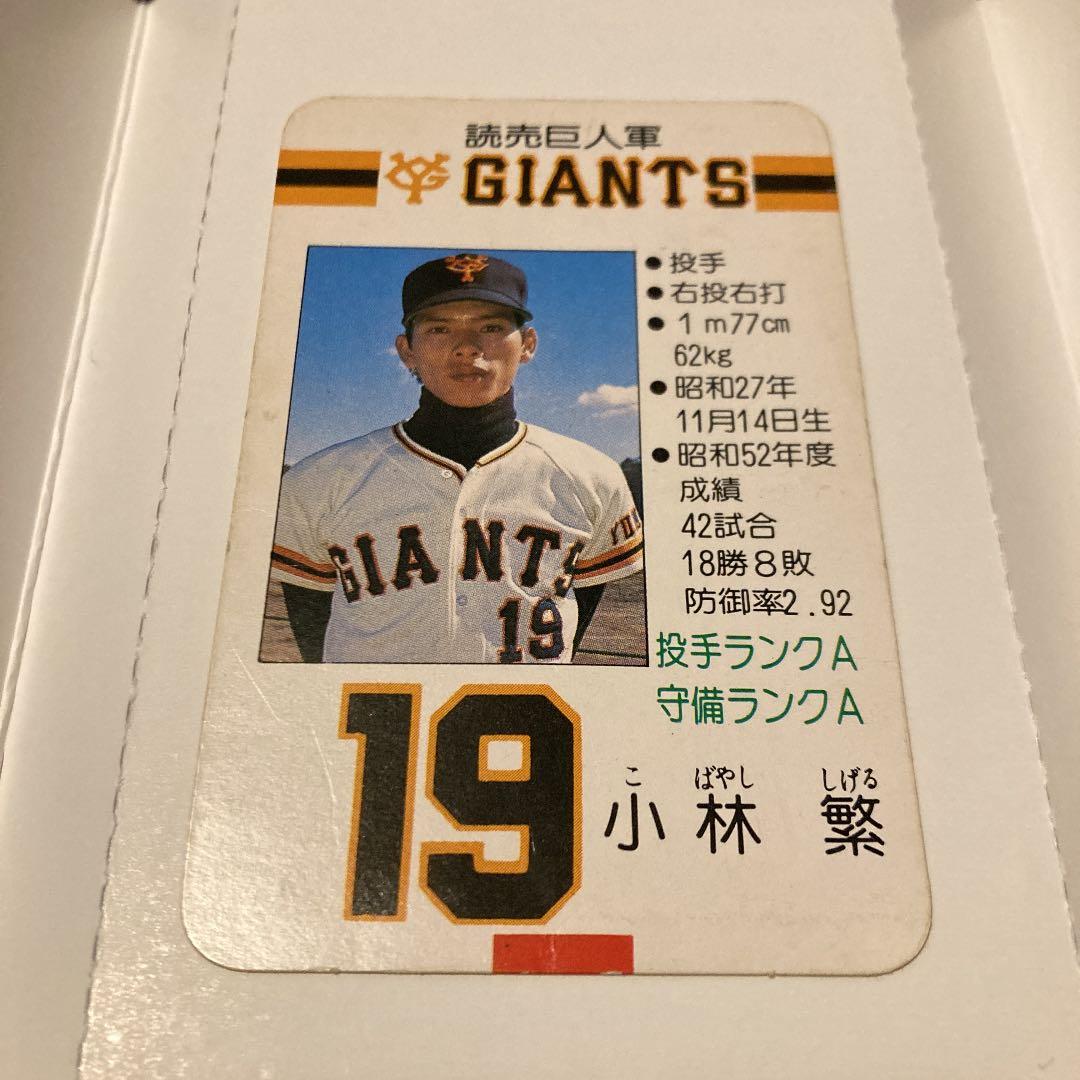 読売巨人軍
YG GIANTS
● 投手
● 右投右打
● 1m77cm
62kg
● 昭和27年
11月14日生
● 昭和52年度
成績
42試合
18勝8敗
防御率2.92
投手ランクA
守備ランクA
GIANTS
19
19
こ ばやし しげる
小林 繁